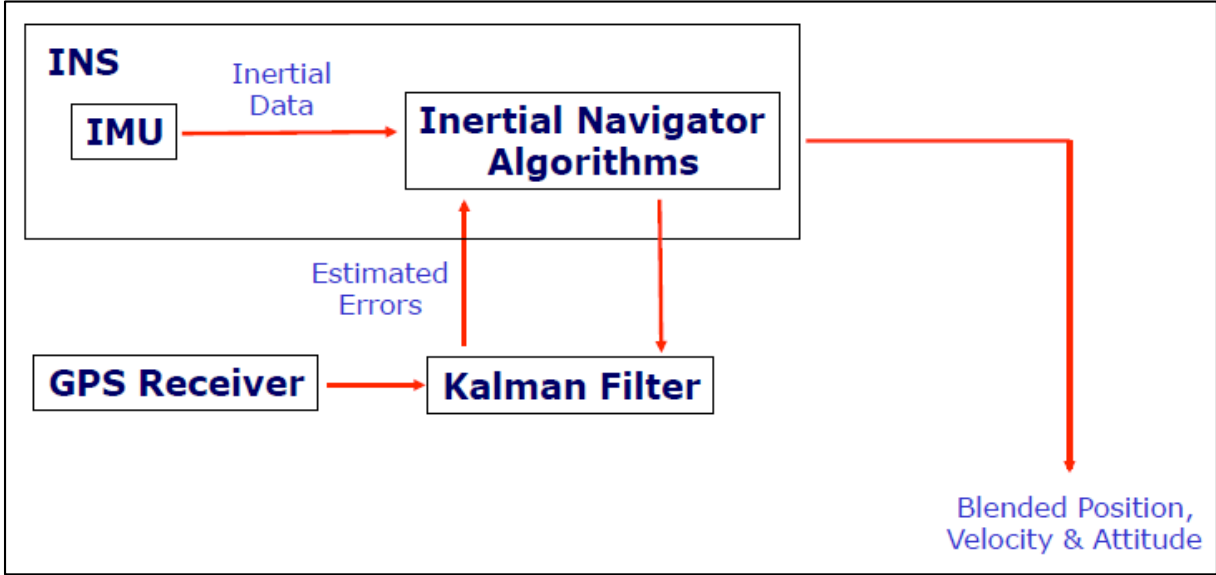 INS
Inertial
Data
IMU
Inertial Navigator
Algorithms
Estimated
Errors
GPS Receiver
Kalman Filter
Blended Position,
Velocity & Attitude